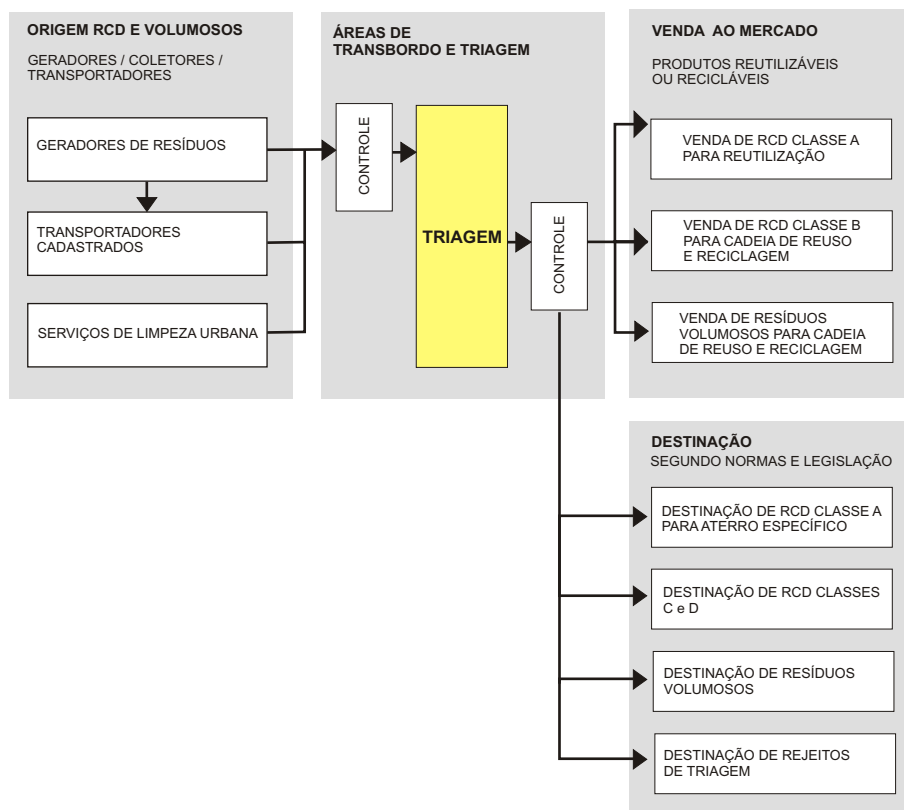 ORIGEM RCD E VOLUMOSOS
GERADORES / COLETORES /
TRANSPORTADORES
GERADORES DE RESÍDUOS
TRANSPORTADORES
CADASTRADOS
SERVIÇOS DE LIMPEZA URBANA
ÁREAS DE
TRANSBORDO E TRIAGEM
CONTROLE
TRIAGEM
CONTROLE
VENDA AO MERCADO
PRODUTOS REUTILIZÁVEIS
OU RECICLÁVEIS
VENDA DE RCD CLASSE A
PARA REUTILIZAÇÃO
VENDA DE RCD CLASSE B
PARA CADEIA DE REUSO
E RECICLAGEM
VENDA DE RESÍDUOS
VOLUMOSOS PARA CADEIA
DE REUSO E RECICLAGEM
DESTINAÇÃO
SEGUNDO NORMAS E LEGISLAÇÃO
DESTINAÇÃO DE RCD CLASSE A
PARA ATERRO ESPECÍFICO
DESTINAÇÃO DE RCD CLASSES
C e D
DESTINAÇÃO DE RESÍDUOS
VOLUMOSOS
DESTINAÇÃO DE REJEITOS
DE TRIAGEM